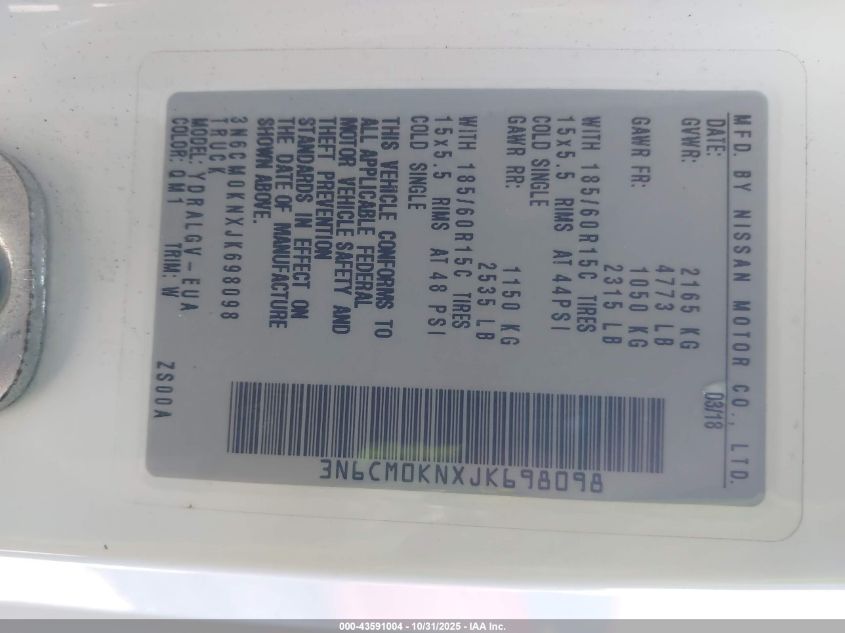 MFD. BY NISSAN MOTOR CO., LTD.
DATE: 03/18
GVWR: 2165 KG
4773 LB
GAWR FR: 1050 KG
2315 LB
WITH 185/60R15C TIRES
15x5.5 RIMS AT 44PSI
COLD SINGLE
GAWR RR: 1150 KG
2535 LB
WITH 185/60R15C TIRES
15x5.5 RIMS AT 48 PSI
COLD SINGLE
THIS VEHICLE CONFORMS TO
ALL APPLICABLE FEDERAL
MOTOR VEHICLE SAFETY AND
THEFT PREVENTION
STANDARDS IN EFFECT ON
THE DATE OF MANUFACTURE
SHOWN ABOVE.
3N6CM0KNXJK698098
TRUCK
MODEL: YDRALGV-EUA
COLOR: QM1 TRIM: W ZS00A
3N6CM0KNXJK698098
000-43591004 • 10/31/2025 - IAA Inc.